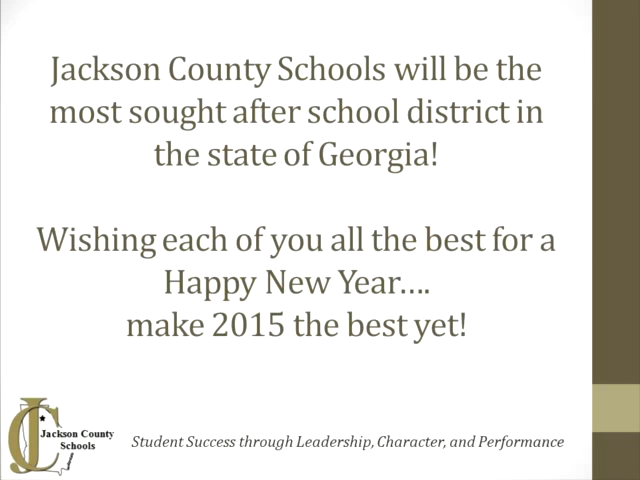 Jackson County Schools will be the
most sought after school district in
the state of Georgia!
Wishing each of you all the best for a
Happy New Year....
make 2015 the best yet!
JC
Jackson County
Schools
Student Success through Leadership, Character, and Performance